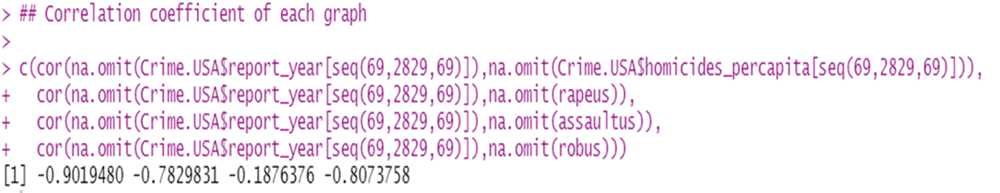 > ## Correlation coefficient of each graph
>
> c(cor(na.omit(Crime.USA$report_year[seq(69,2829,69)]),na.omit(Crime.USA$homicides_percapita[seq(69,2829,69)])),
+   cor(na.omit(Crime.USA$report_year[seq(69,2829,69)]),na.omit(rapeus)),
+   cor(na.omit(Crime.USA$report_year[seq(69,2829,69)]),na.omit(assaultus)),
+   cor(na.omit(Crime.USA$report_year[seq(69,2829,69)]),na.omit(robus)))
[1] -0.9019480 -0.7829831 -0.1876376 -0.8073758